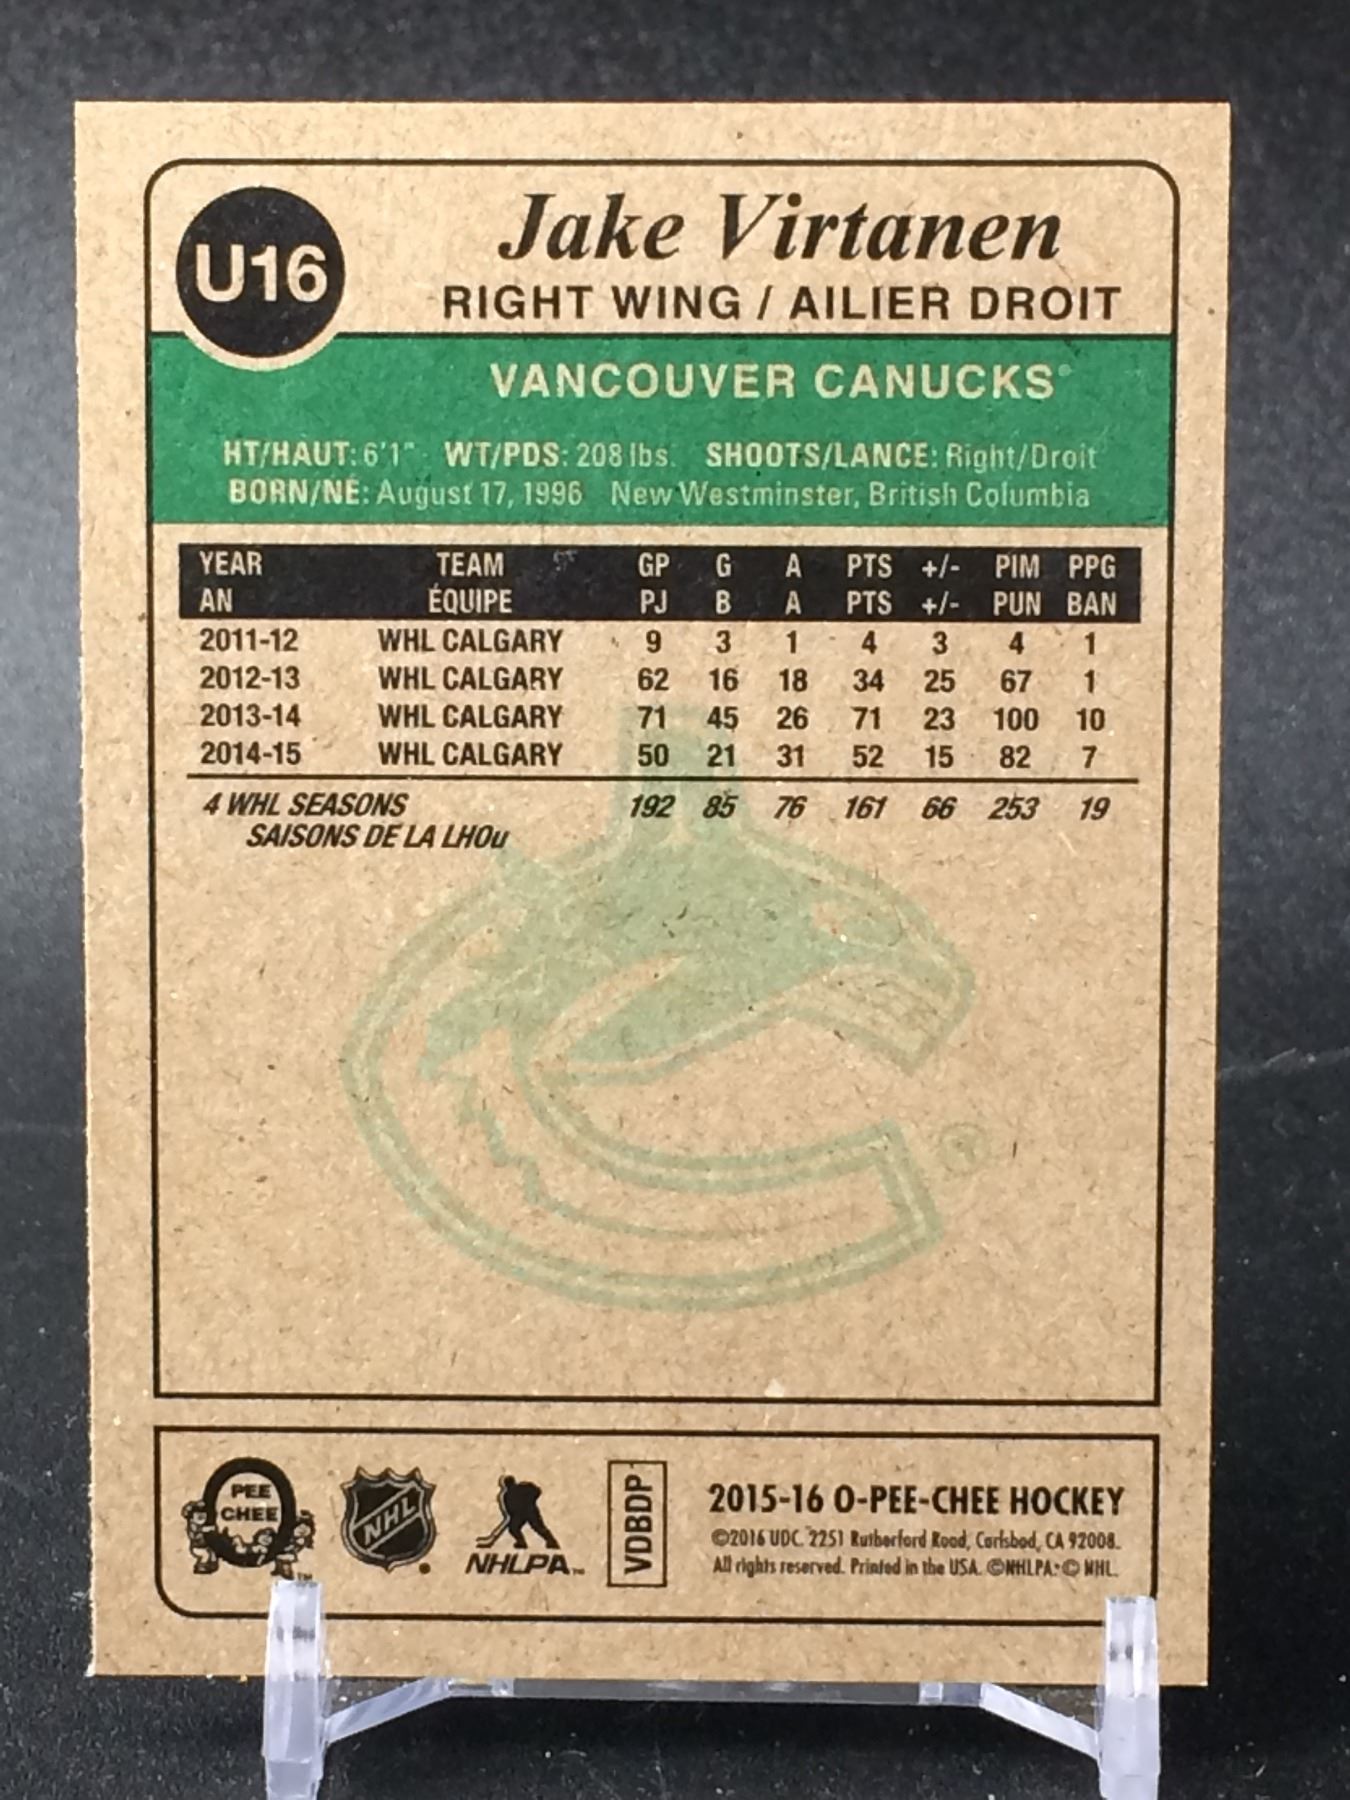 U16
Jake Virtanen
RIGHT WING / AILIER DROIT
VANCOUVER CANUCKS®
HT/HAUT: 6'1" WT/PDS: 208 lbs. SHOOTS/LANCE: Right/Droit
BORN/NÉ: August 17, 1996 New Westminster, British Columbia
YEAR TEAM GP G A PTS +/- PIM PPG
AN ÉQUIPE PJ B A PTS +/- PUN BAN
2011-12 WHL CALGARY 9 3 1 4 3 4 1
2012-13 WHL CALGARY 62 16 18 34 25 67 1
2013-14 WHL CALGARY 71 45 26 71 23 100 10
2014-15 WHL CALGARY 50 21 31 52 15 82 7
4 WHL SEASONS 192 85 76 161 66 253 19
SAISONS DE LA LHOu
®
PEE
CHEE
TM
NHL
NHLPA™
VDBDP
2015-16 O-PEE-CHEE HOCKEY
©2016 UDC. 2251 Rutherford Road, Carlsbad, CA 92008.
All rights reserved. Printed in the USA. ©NHLPA. © NHL.